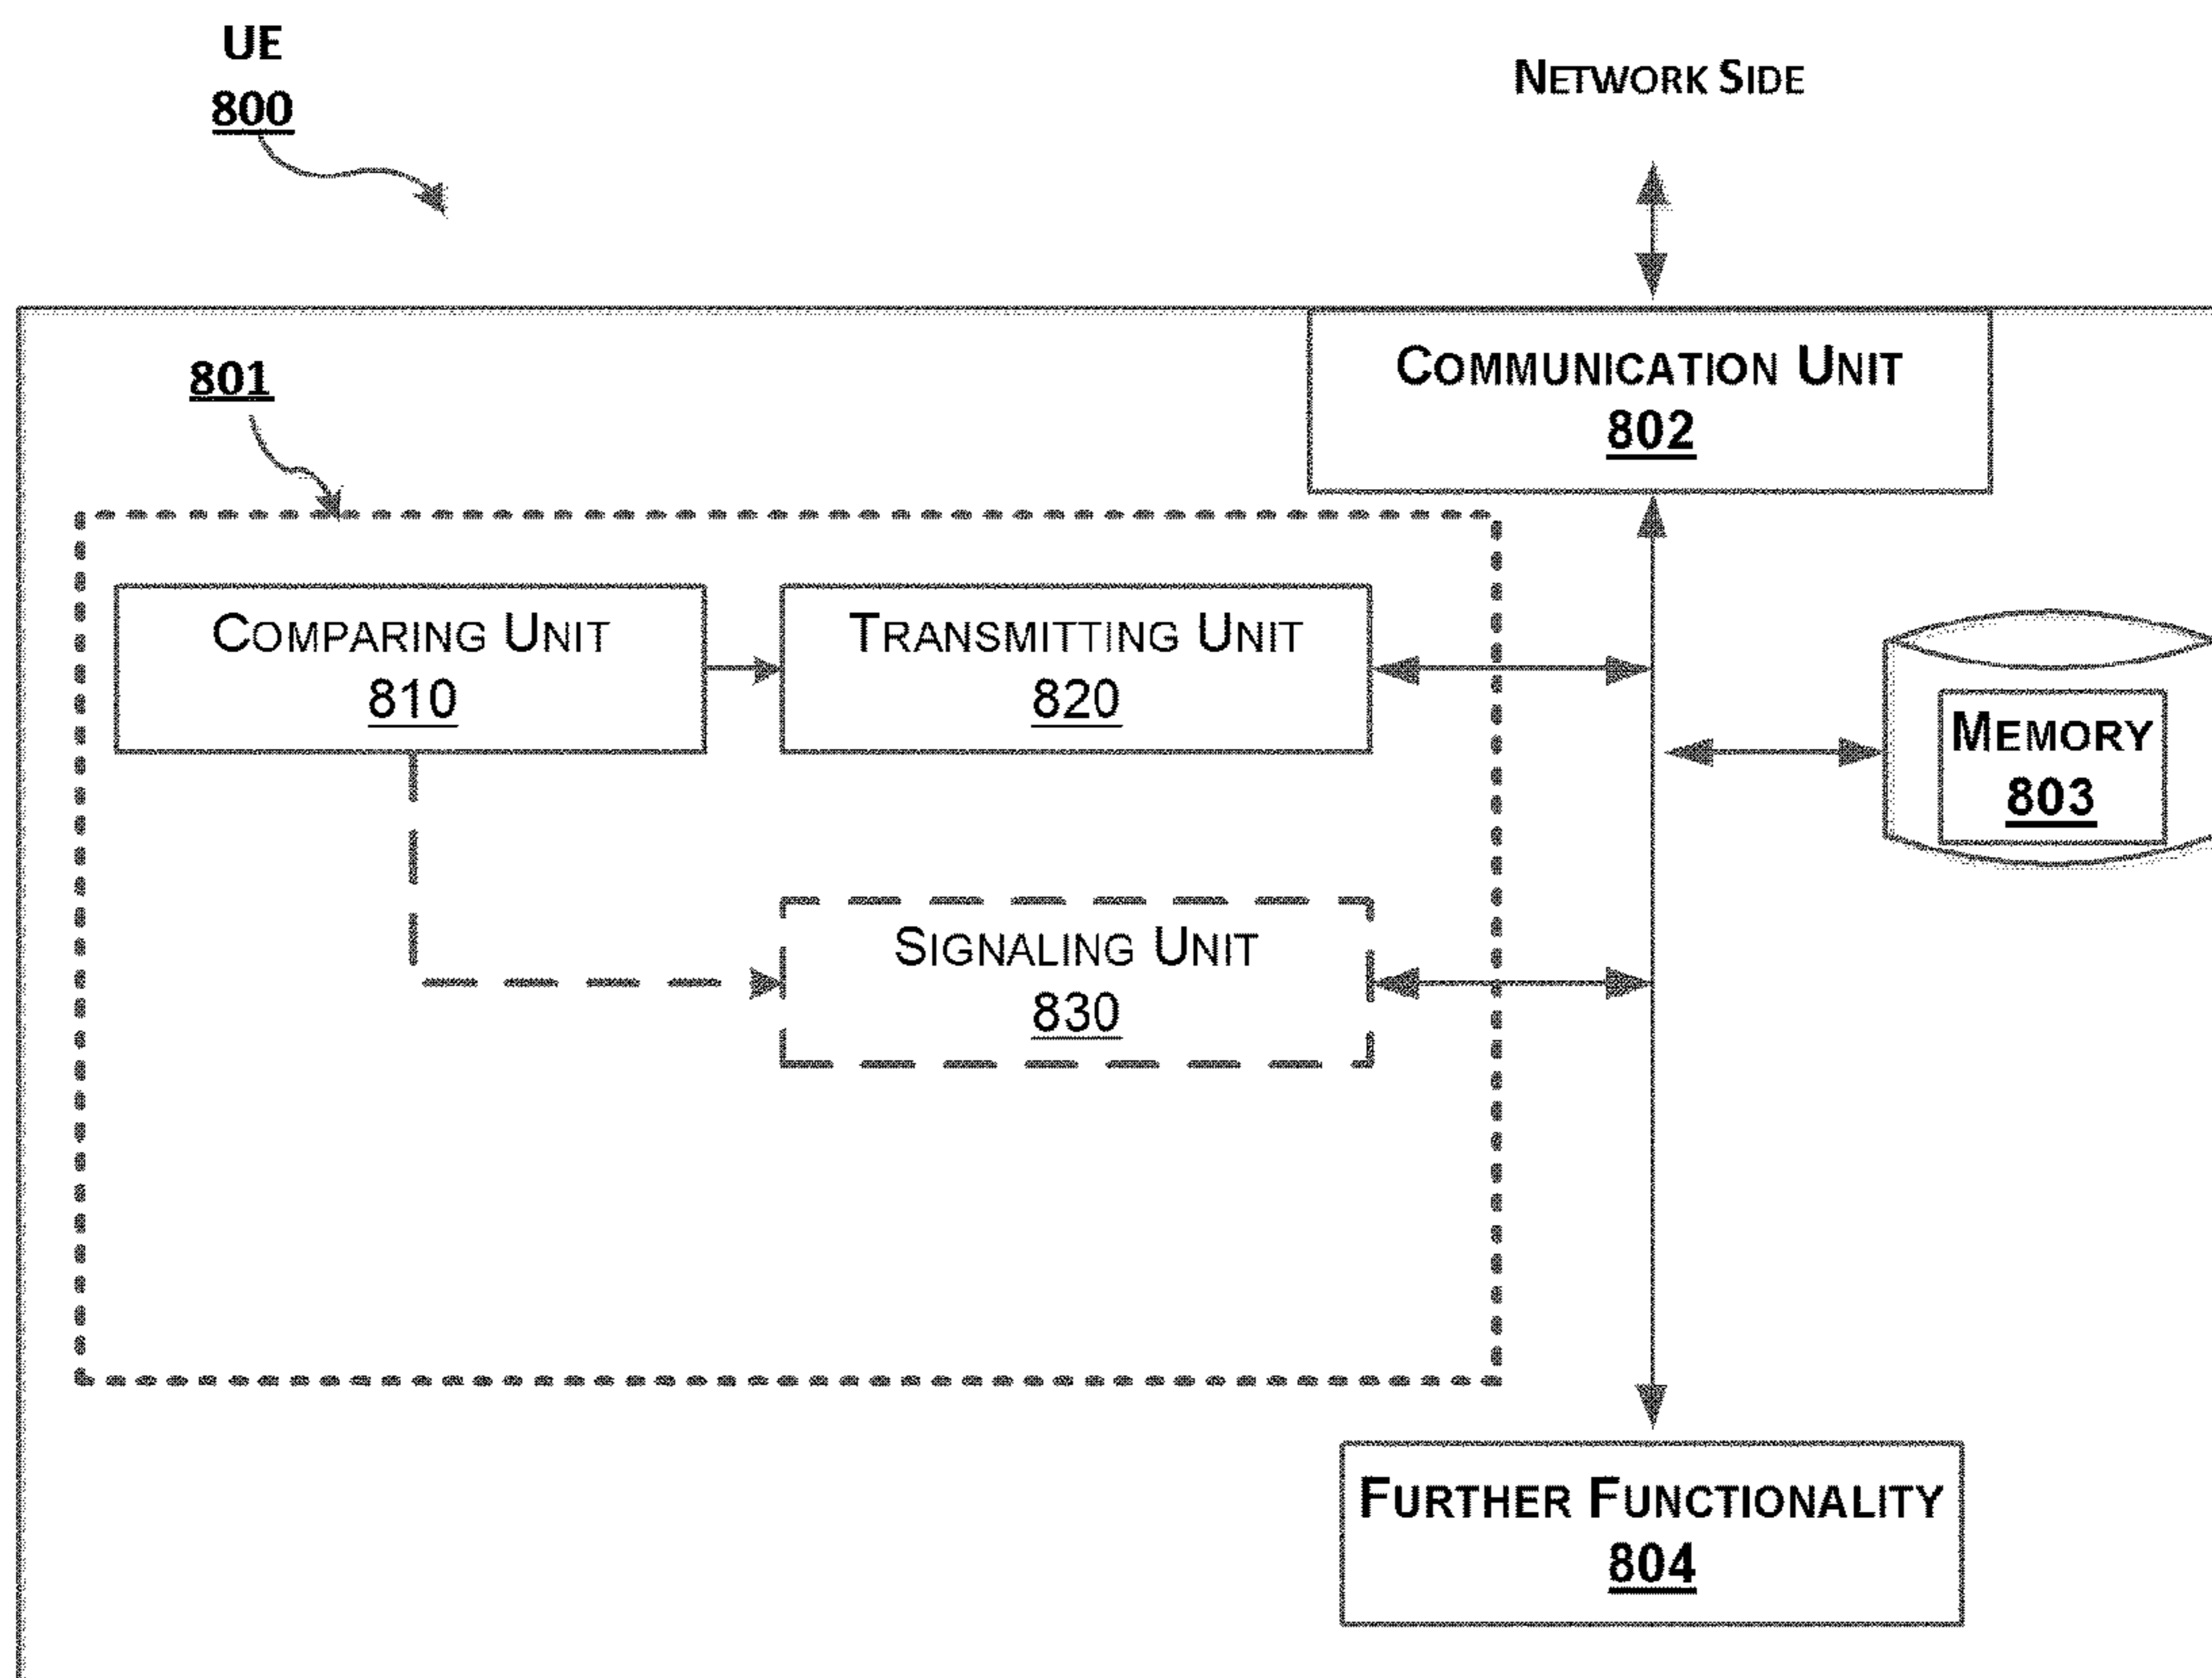 UE
800
NETWORK SIDE
COMMUNICATION UNIT
802
801
COMPARING UNIT
810
TRANSMITTING UNIT
820
MEMORY
803
SIGNALING UNIT
830
FURTHER FUNCTIONALITY
804